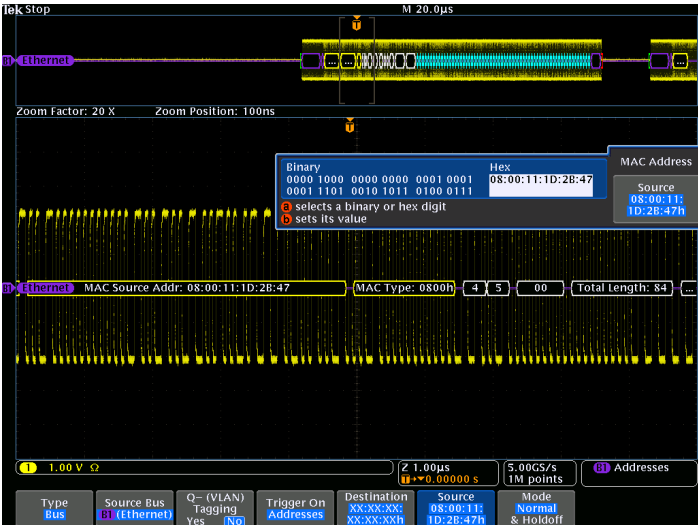 Tek Stop
M 20.0µs
T
B1 Ethernet
...
...
...
Zoom Factor: 20 X
Zoom Position: 100ns
T
Binary
Hex
0000 1000 0000 0000 0001 0001
08:00:11:1D:2B:47
0001 1101 0010 1011 0100 0111
a selects a binary or hex digit
b sets its value
MAC Address
Source
08:00:11:
1D:2B:47h
B1 Ethernet
MAC Source Addr: 08:00:11:1D:2B:47
MAC Type: 0800h
4
5
00
Total Length: 84
...
1 1.00 V Ω
Z 1.00µs
T→▼0.00000 s
5.00GS/s
1M points
B1 Addresses
Type
Bus
Source Bus
B1 (Ethernet)
Q- (VLAN)
Tagging
Yes No
Trigger On
Addresses
Destination
XX:XX:XX:
XX:XX:XXh
Source
08:00:11:
1D:2B:47h
Mode
Normal
& Holdoff